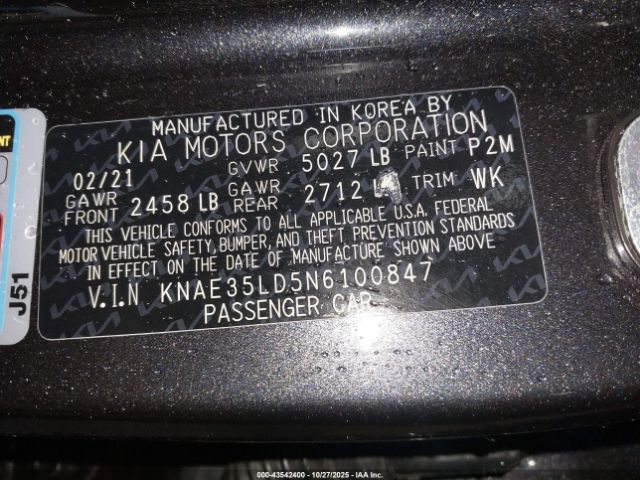 MANUFACTURED IN KOREA BY
KIA MOTORS CORPORATION
02/21 GVWR 5027 LB PAINT P2M
GAWR FRONT 2458 LB GAWR REAR 2712 TRIM WK
THIS VEHICLE CONFORMS TO ALL APPLICABLE U.S.A. FEDERAL
MOTOR VEHICLE SAFETY, BUMPER, AND THEFT PREVENTION STANDARDS
IN EFFECT ON THE DATE OF MANUFACTURE SHOWN ABOVE
V.I.N KNAE35LD5N6100847
PASSENGER CAR
J51
000-43542400 - 10/27/2025 - IAA Inc.